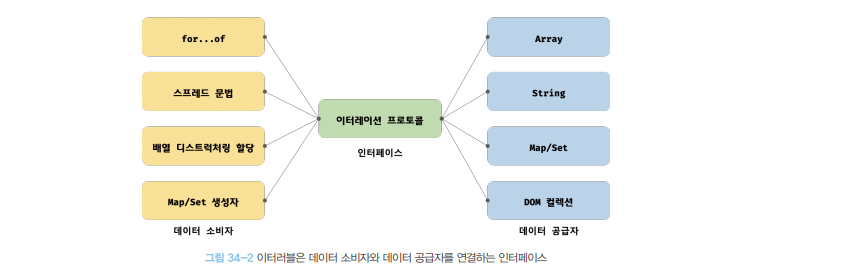 for...of
스프레드 문법
배열 디스트럭처링 할당
Map/Set 생성자
데이터 소비자
이터레이션 프로토콜
인터페이스
Array
String
Map/Set
DOM 컬렉션
데이터 공급자
그림 34-2 이터러블은 데이터 소비자와 데이터 공급자를 연결하는 인터페이스